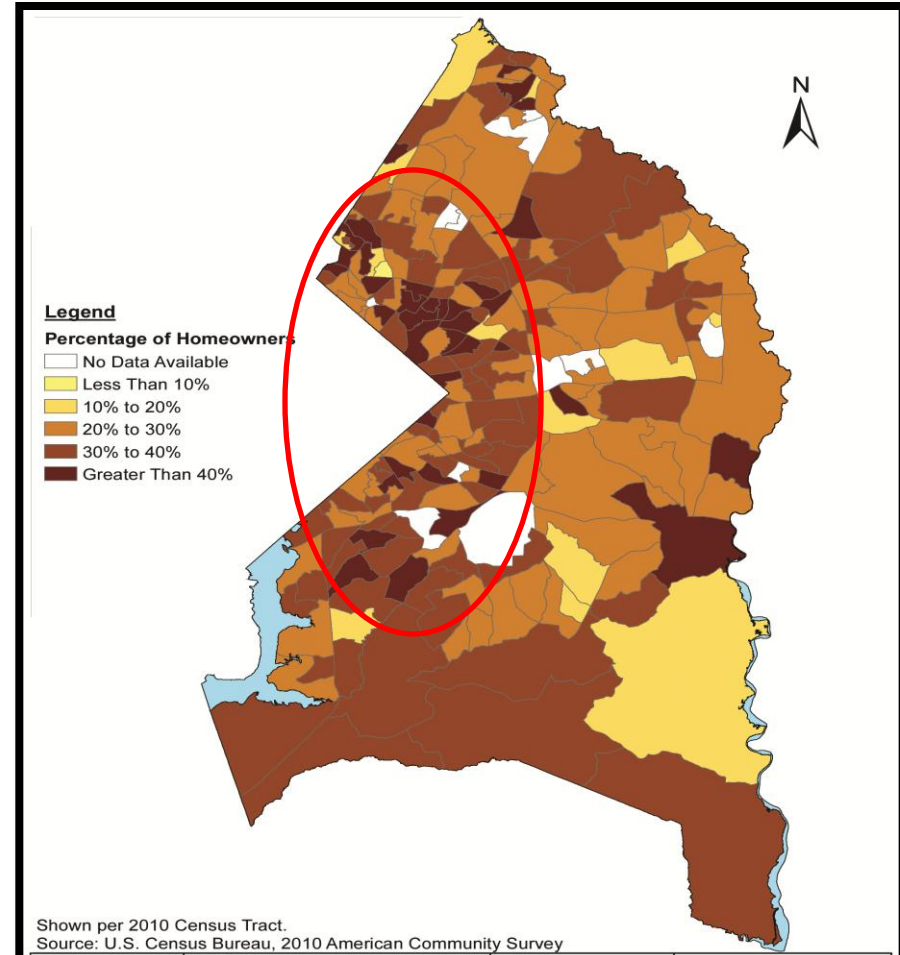 N
Legend
Percentage of Homeowners
No Data Available
Less Than 10%
10% to 20%
20% to 30%
30% to 40%
Greater Than 40%
Shown per 2010 Census Tract.
Source: U.S. Census Bureau, 2010 American Community Survey